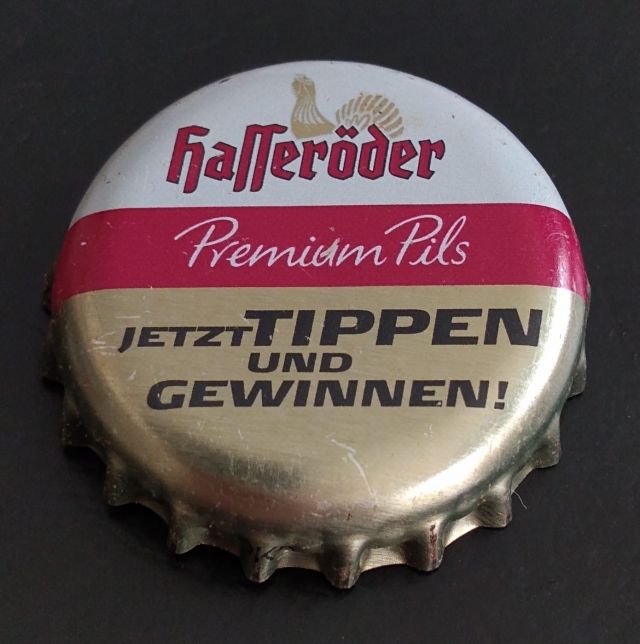 Hasseröder
Premium Pils
JETZT TIPPEN
UND
GEWINNEN!